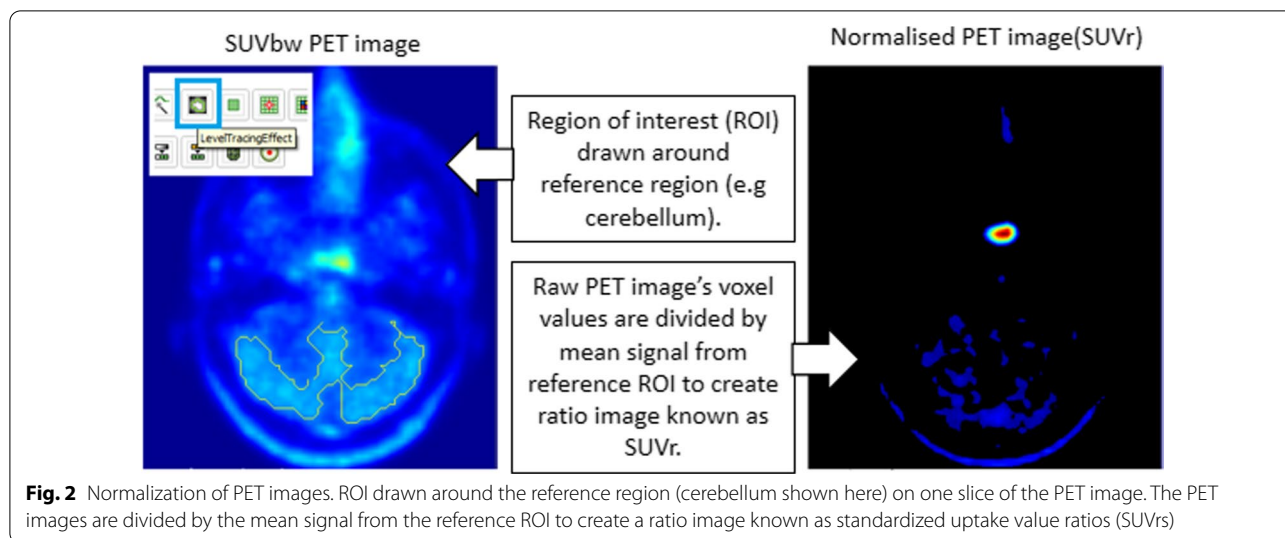 SUVbw PET image
Normalised PET image(SUVr)
LevelTracingEffect
Region of interest (ROI)
drawn around
reference region (e.g
cerebellum).
Raw PET image's voxel
values are divided by
mean signal from
reference ROI to create
ratio image known as
SUVr.
Fig. 2 Normalization of PET images. ROI drawn around the reference region (cerebellum shown here) on one slice of the PET image. The PET
images are divided by the mean signal from the reference ROI to create a ratio image known as standardized uptake value ratios (SUVrs)